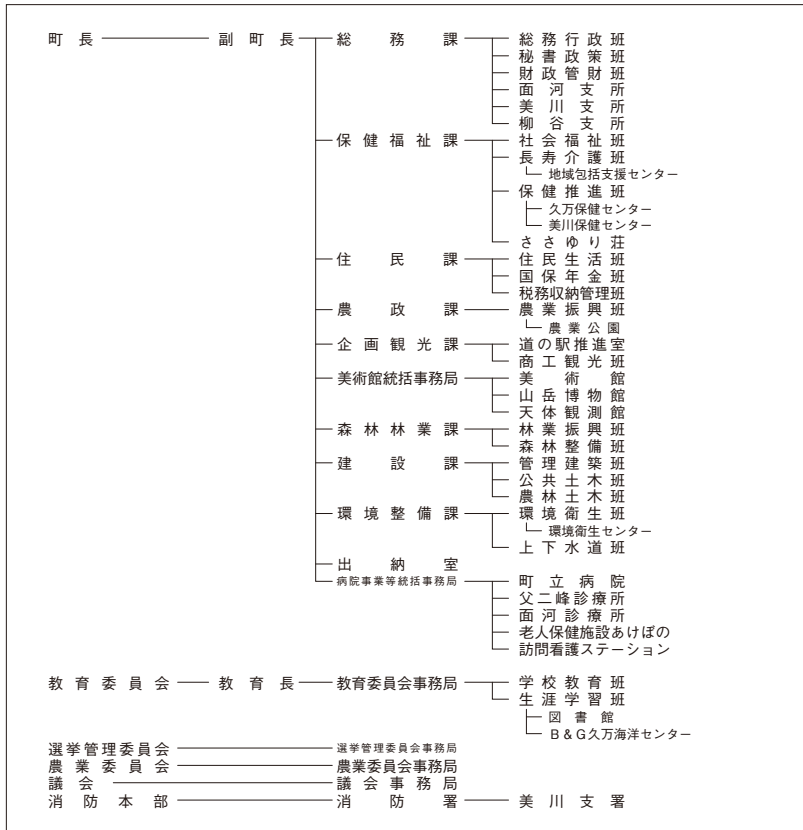 町長 副町長 総務課 総務行政班
秘書政策班
財政管財班
面河支所
美川支所
柳谷支所
保健福祉課 社会福祉班
長寿介護班
地域包括支援センター
保健推進班
久万保健センター
美川保健センター
ささゆり荘
住民課 住民生活班
国保年金班
税務収納管理班
農政課 農業振興班
農業公園
企画観光課 道の駅推進室
商工観光班
美術館統括事務局 美術館
山岳博物館
天体観測館
森林林業課 林業振興班
森林整備班
建設課 管理建築班
公共土木班
農林土木班
環境整備課 環境衛生班
環境衛生センター
上下水道班
出納室
病院事業等統括事務局 町立病院
父二峰診療所
面河診療所
老人保健施設あけぼの
訪問看護ステーション
教育委員会 教育長 教育委員会事務局 学校教育班
生涯学習班
図書館
B&G久万海洋センター
選挙管理委員会 選挙管理委員会事務局
農業委員会 農業委員会事務局
議会 議会事務局
消防本部 消防署 美川支署